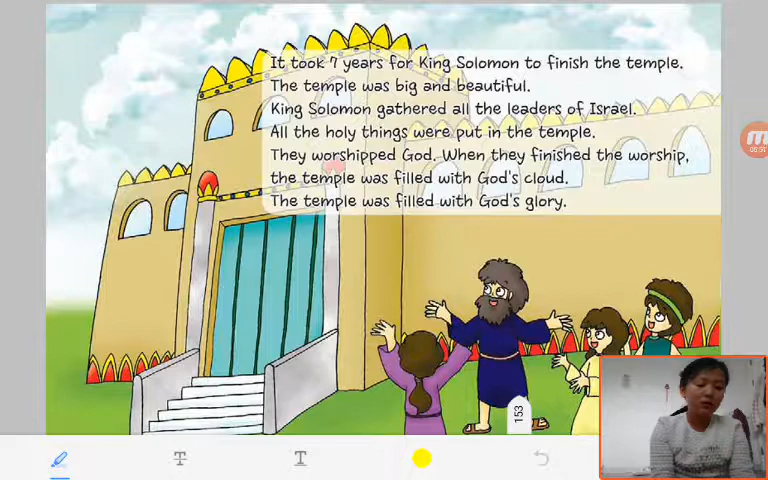 It took 7 years for King Solomon to finish the temple.
The temple was big and beautiful.
King Solomon gathered all the leaders of Israel.
All the holy things were put in the temple.
They worshipped God. When they finished the worship,
the temple was filled with God's cloud.
The temple was filled with God's glory.
153